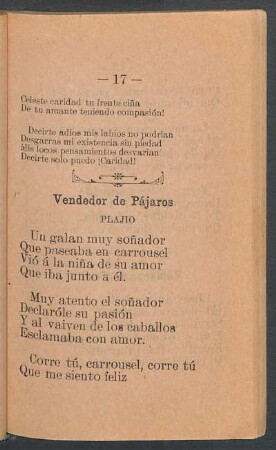 — 17 —
Celeste caridad tu frente ciña
De tu amante teniendo compasión!
Decirte adios mis labios no podrian
Desgarras mi existencia sin piedad
Mis locos pensamientos desvarian
Decirte solo puedo ¡Caridad!
Vendedor de Pájaros
PLAJIO
Un galan muy soñador
Que paseaba en carrousel
Vió á la niña de su amor
Que iba junto a él.
Muy atento el soñador
Declaróle su pasión
Y al vaiven de los caballos
Esclamaba con amor.
Corre tú, carrousel, corre tú
Que me siento feliz